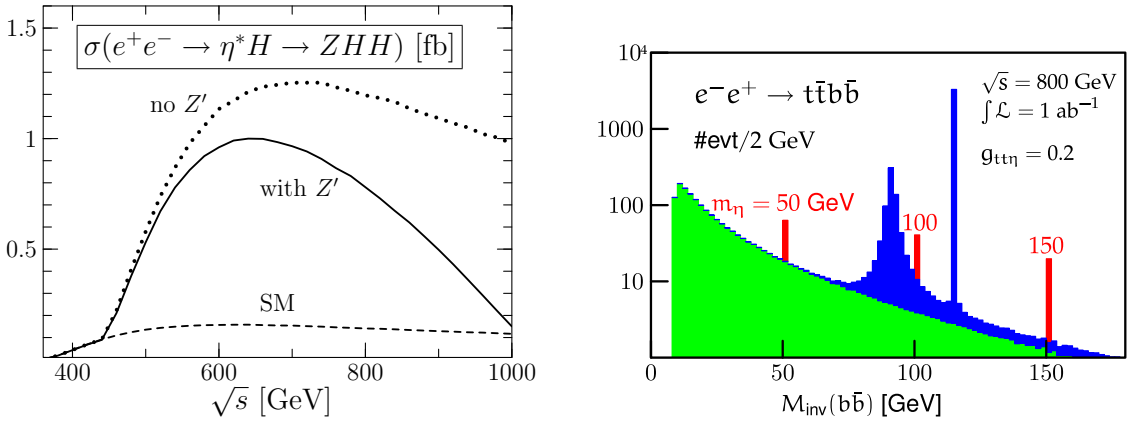 1.5
1
0.5
400
600
800
1000
σ(e⁺e⁻ → η*H → ZHH) [fb]
no Z′
with Z′
SM
√s [GeV]
10⁴
1000
100
10
0
50
100
150
e⁻e⁺ → tt̄bb̄
#evt/2 GeV
√s = 800 GeV
∫ℒ = 1 ab⁻¹
g_ttη = 0.2
m_η = 50 GeV
100
150
M_inv(bb̄) [GeV]